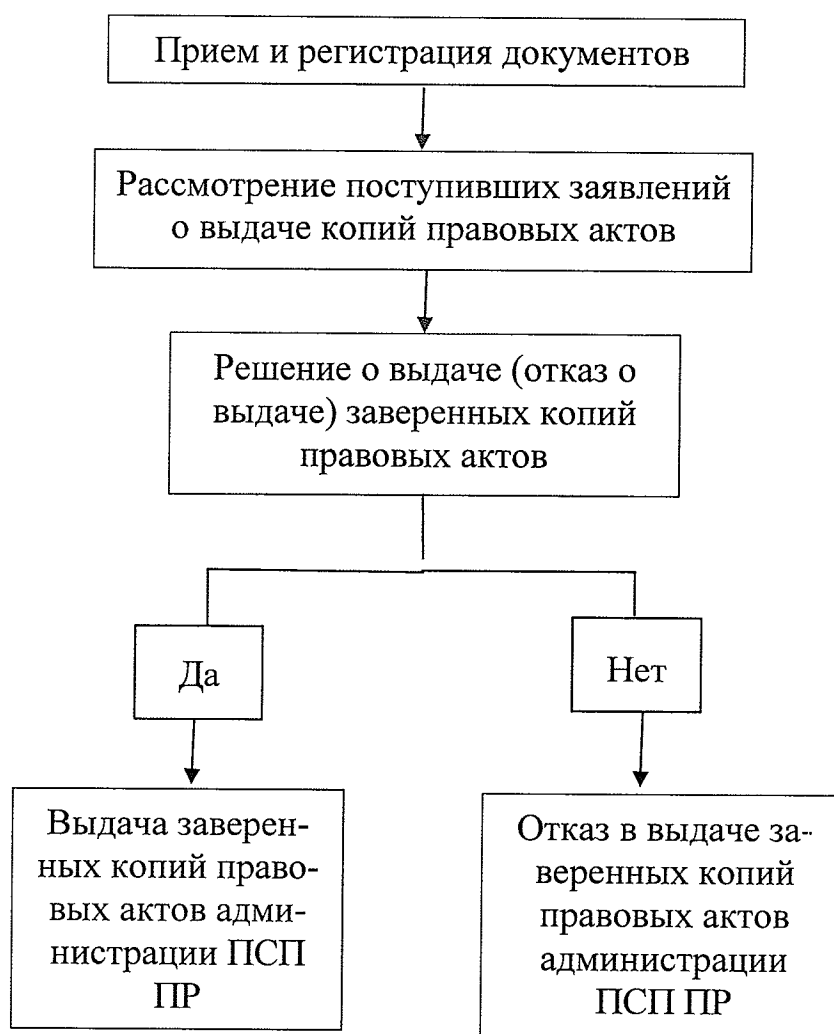 Прием и регистрация документов
Рассмотрение поступивших заявлений
о выдаче копий правовых актов
Решение о выдаче (отказ о
выдаче) заверенных копий
правовых актов
Да
Нет
Выдача заверен-
ных копий право-
вых актов адми-
нистрации ПСП
ПР
Отказ в выдаче за-
веренных копий
правовых актов
администрации
ПСП ПР